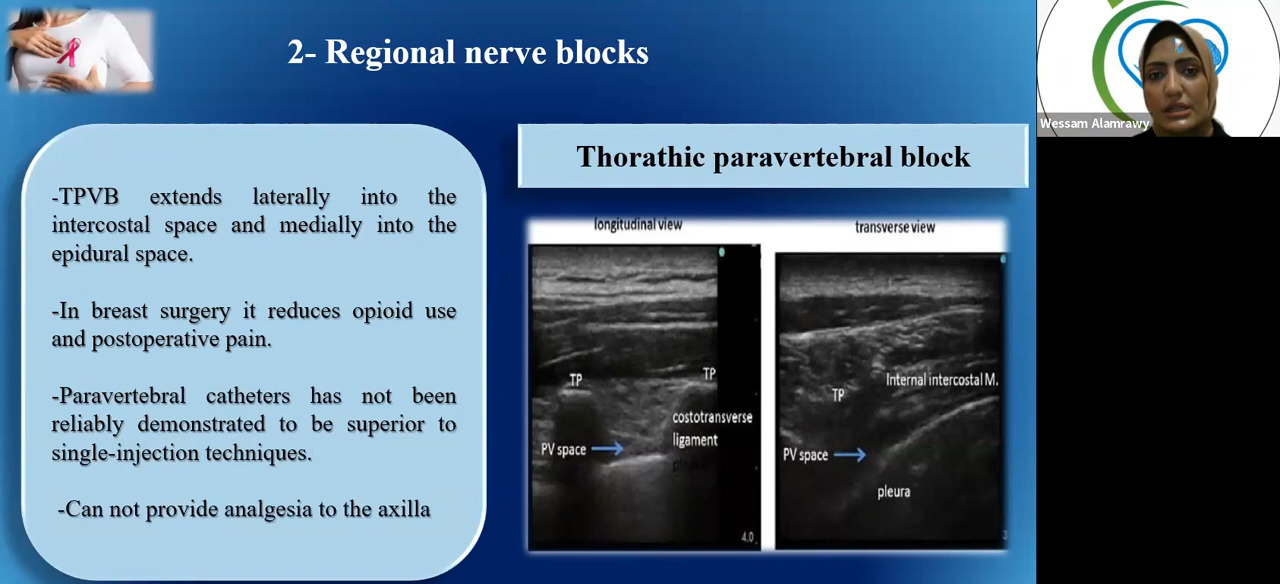 2- Regional nerve blocks
Wessam Alamrawy
-TPVB extends laterally into the
intercostal space and medially into the
epidural space.
-In breast surgery it reduces opioid use
and postoperative pain.
-Paravertebral catheters has not been
reliably demonstrated to be superior to
single-injection techniques.
-Can not provide analgesia to the axilla
Thorathic paravertebral block
longitudinal view
TP
TP
costotransverse
ligament
PV space
4.0
transverse view
Internal intercostal M.
TP
PV space
pleura